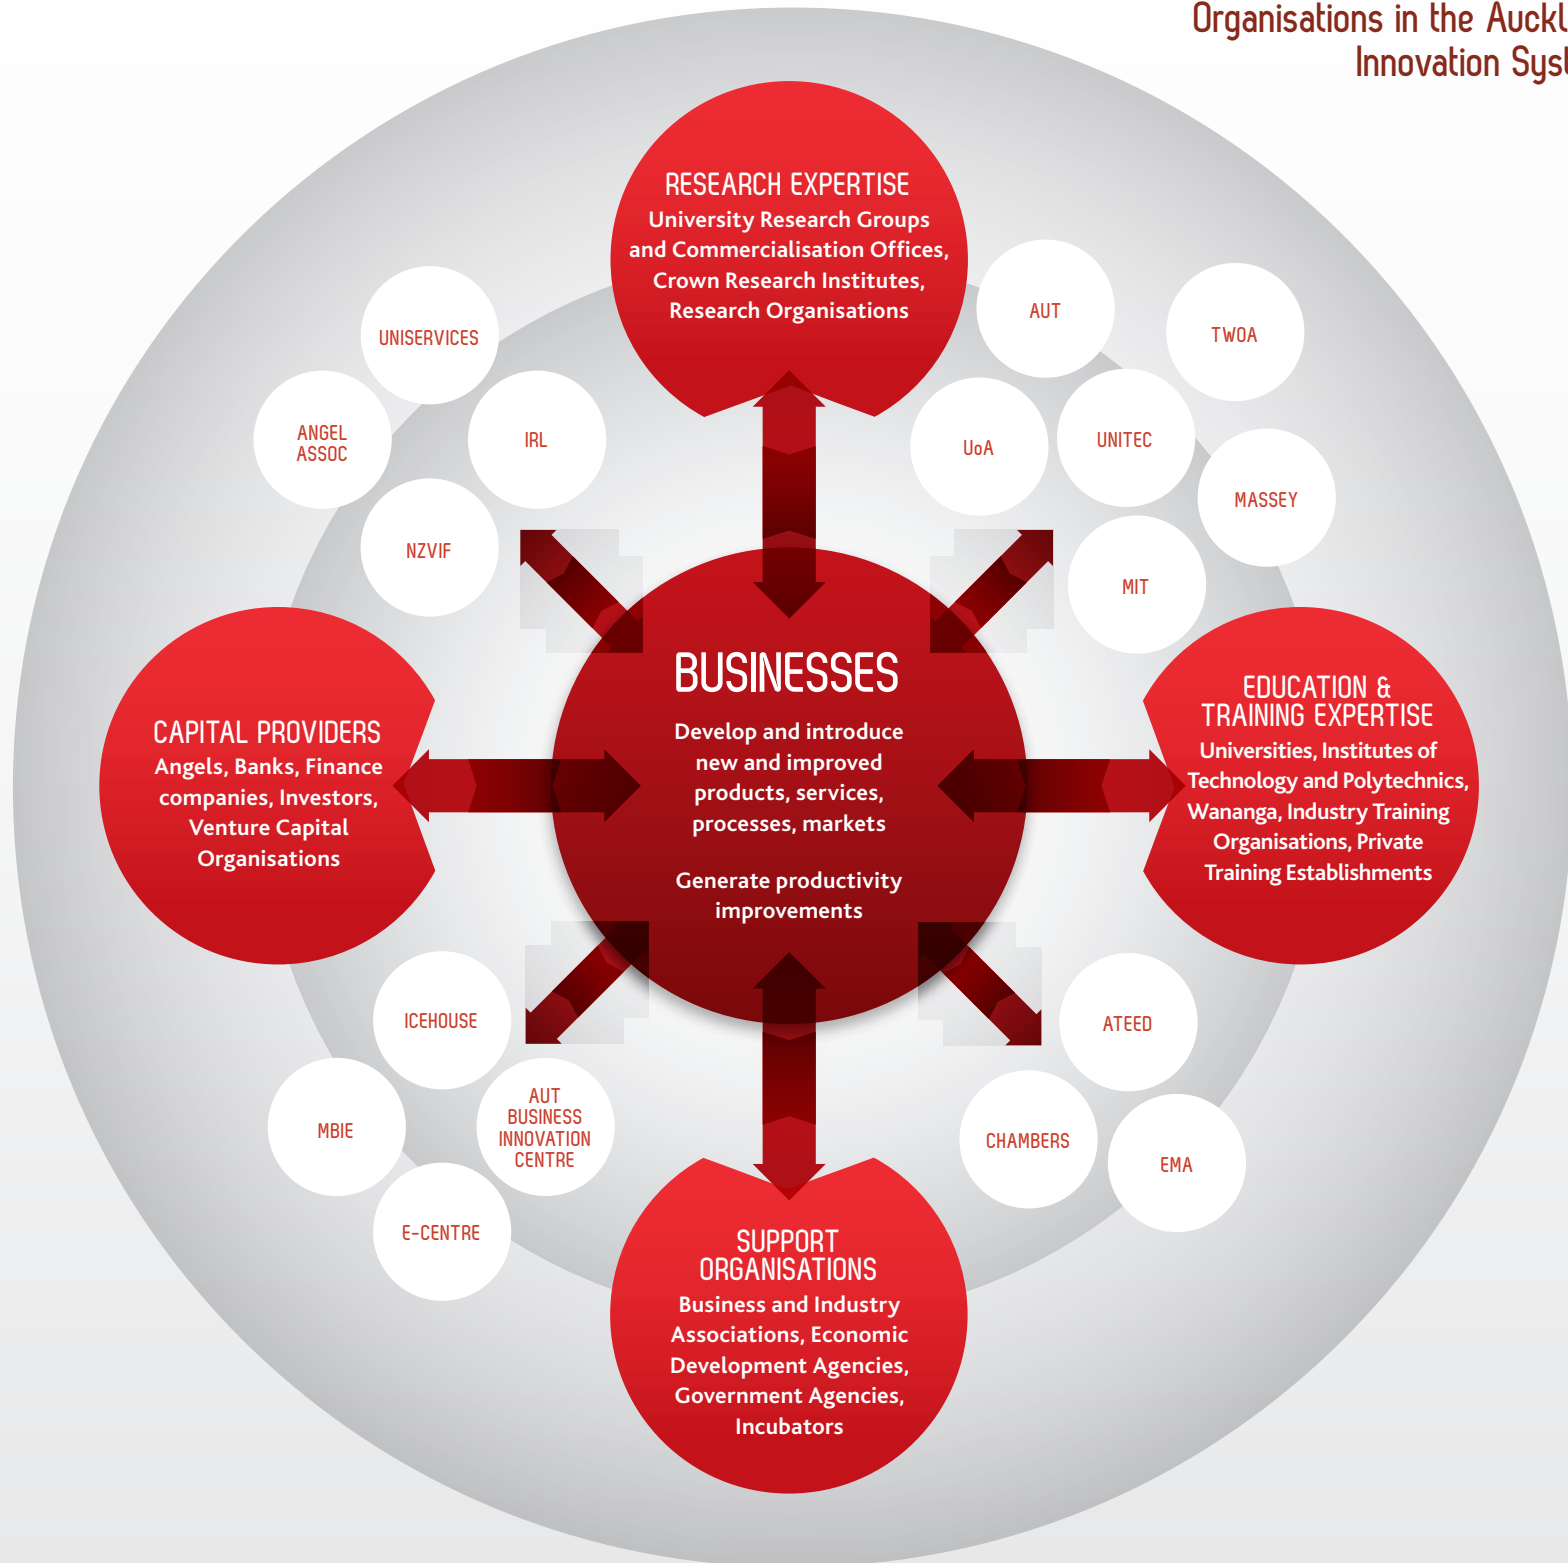 Organisations in the Auckl
Innovation Syst
RESEARCH EXPERTISE
University Research Groups
and Commercialisation Offices,
Crown Research Institutes,
Research Organisations
UNISERVICES
ANGEL
ASSOC
IRL
NZVIF
AUT
TWOA
UoA
UNITEC
MASSEY
MIT
CAPITAL PROVIDERS
Angels, Banks, Finance
companies, Investors,
Venture Capital
Organisations
BUSINESSES
Develop and introduce
new and improved
products, services,
processes, markets
Generate productivity
improvements
EDUCATION &
TRAINING EXPERTISE
Universities, Institutes of
Technology and Polytechnics,
Wananga, Industry Training
Organisations, Private
Training Establishments
ICEHOUSE
MBIE
AUT
BUSINESS
INNOVATION
CENTRE
E-CENTRE
ATEED
CHAMBERS
EMA
SUPPORT
ORGANISATIONS
Business and Industry
Associations, Economic
Development Agencies,
Government Agencies,
Incubators